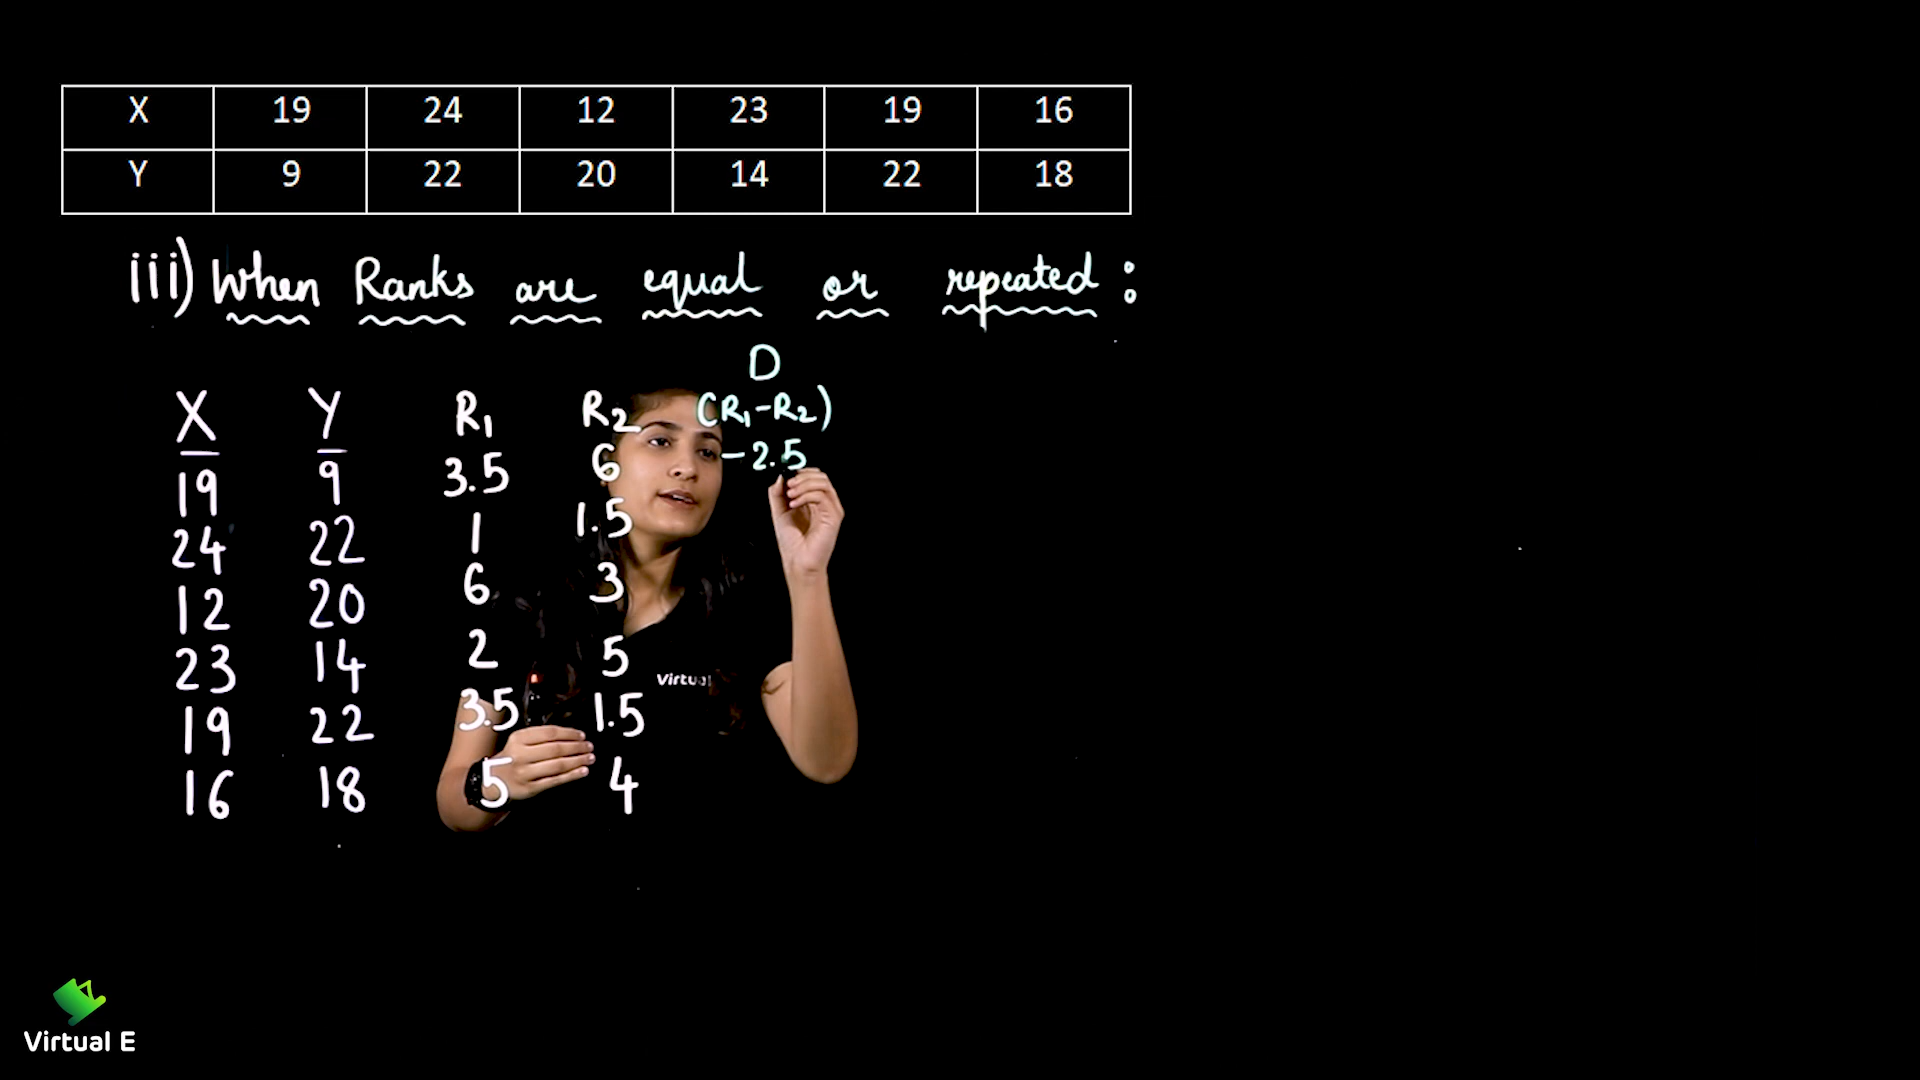 X 19 24 12 23 19 16
Y 9 22 20 14 22 18
iii) When Ranks are equal or repeated :
D
X Y R₁ R₂ (R₁-R₂)
19 9 3.5 6 -2.5
24 22 1 1.5
12 20 6 3
23 14 2 5
19 22 3.5 1.5
16 18 5 4
Virtual
Virtual E